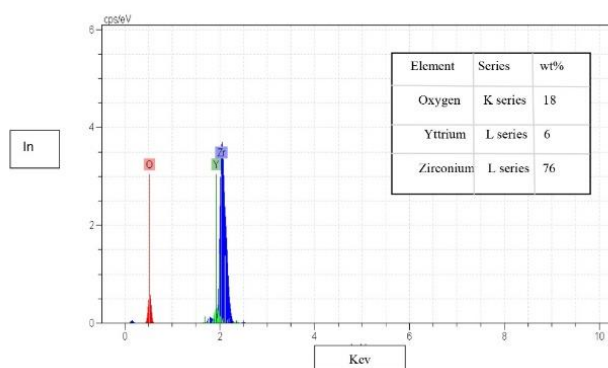 cps/eV
6
4
2
0
In
O
Y
Zr
Element Series wt%
Oxygen K series 18
Yttrium L series 6
Zirconium L series 76
0 2 4 6 8 10
Kev